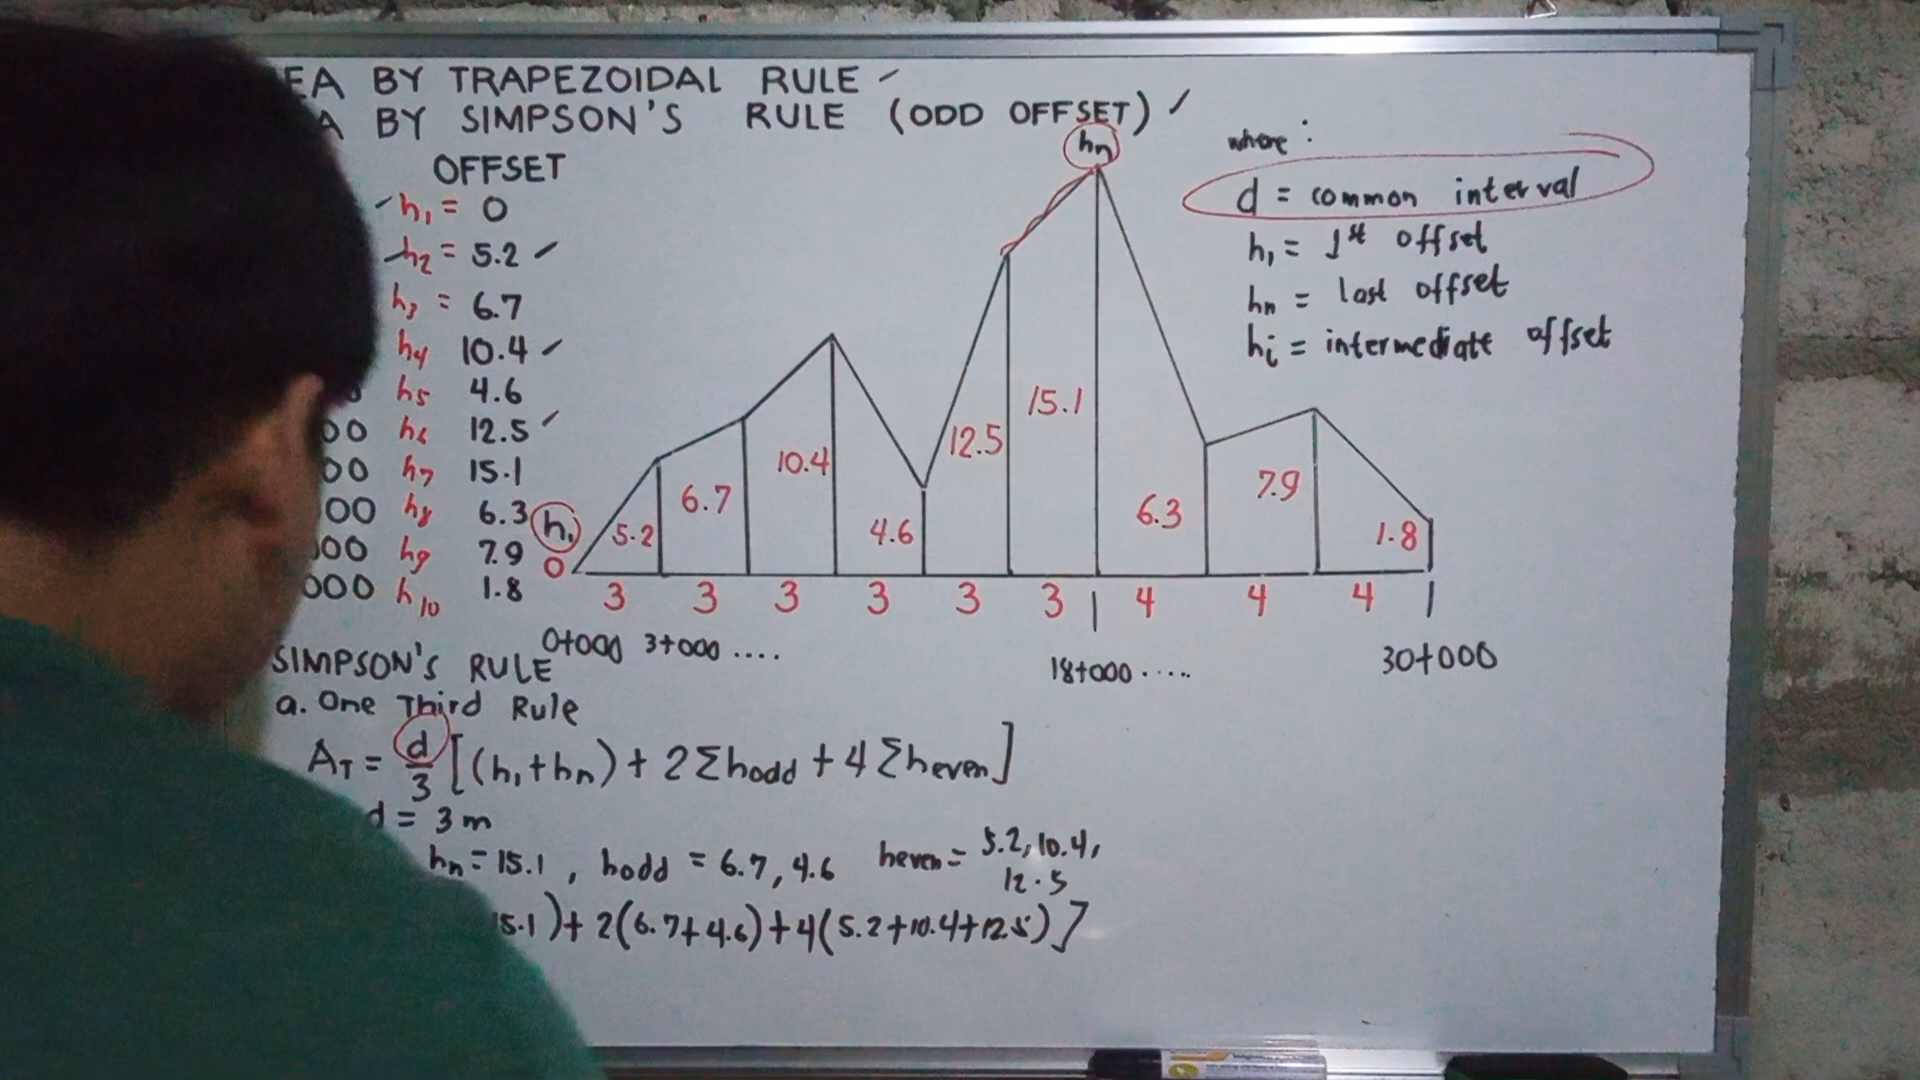 EA BY TRAPEZOIDAL RULE
A BY SIMPSON'S RULE (ODD OFFSET)
OFFSET
h1 = 0
h2 = 5.2
h3 = 6.7
h4 10.4
h5 4.6
00 h6 12.5
00 h7 15.1
00 h8 6.3
00 h9 7.9
000 h10 1.8
hn
where :
d = common interval
h1 = 1st offset
hn = last offset
hi = intermediate offset
h1
0
5.2
6.7
10.4
4.6
12.5
15.1
6.3
7.9
1.8
3 3 3 3 3 3 4 4 4
0+000 3+000 ....
18+000 .....
30+000
SIMPSON'S RULE
a. One Third Rule
AT = d/3 [(h1+hn) + 2Σhodd + 4Σheven]
d = 3m
hn = 15.1, hodd = 6.7, 4.6 heven = 5.2, 10.4,
12.5
15.1) + 2(6.7+4.6) + 4(5.2+10.4+12.5)]